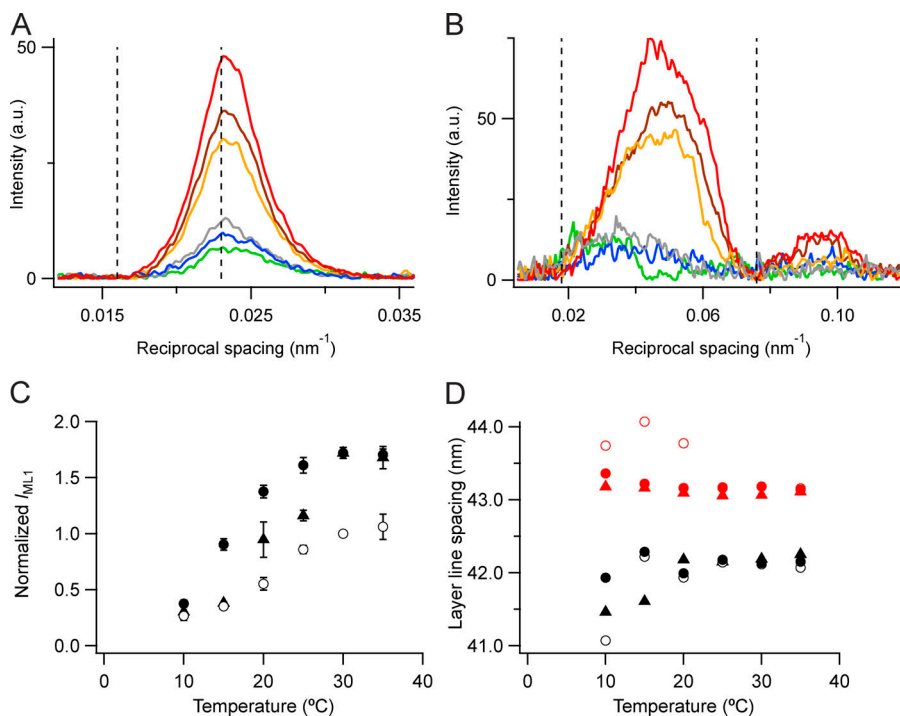 A
50
Intensity (a.u.)
0
0.015
0.025
0.035
Reciprocal spacing (nm⁻¹)
B
50
Intensity (a.u.)
0
0.02
0.06
0.10
Reciprocal spacing (nm⁻¹)
C
2.0
1.5
1.0
0.5
0.0
Normalized I_ML1
0
10
20
30
40
Temperature (ºC)
D
44.0
43.0
42.0
41.0
Layer line spacing (nm)
0
10
20
30
40
Temperature (ºC)